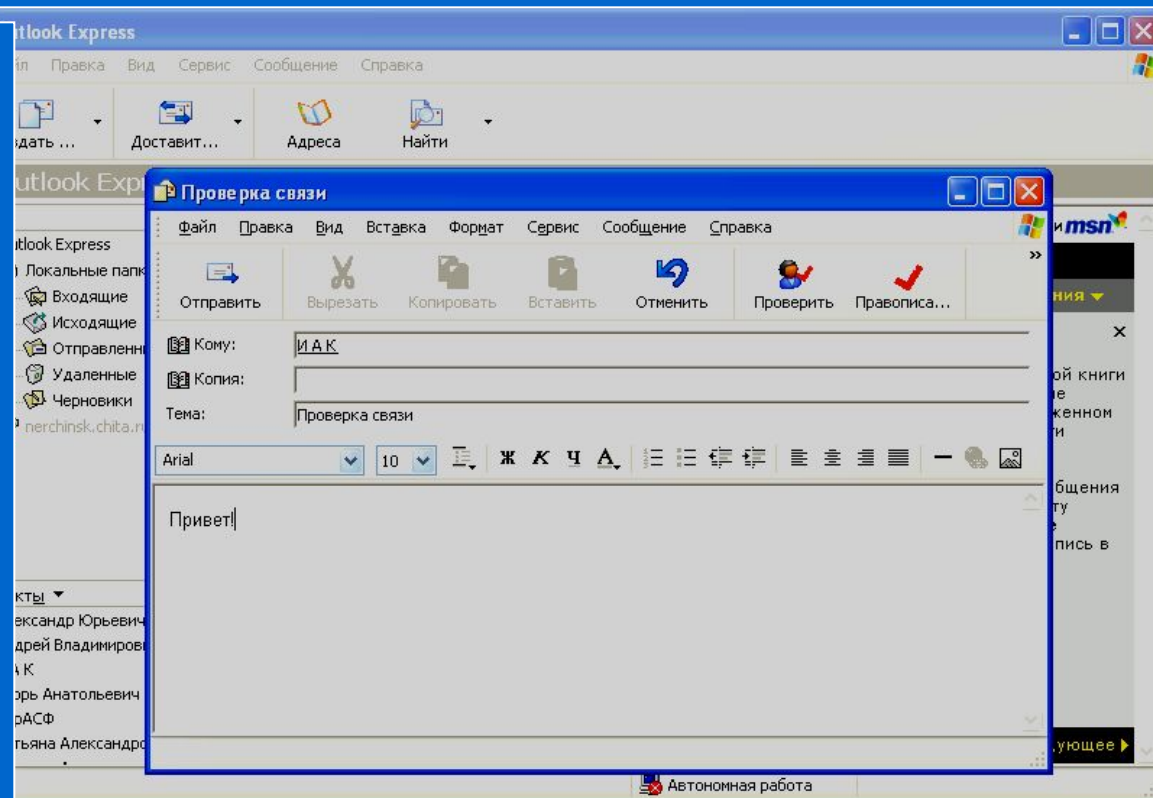 utlook Express
Правка Вид Сервис Сообщение Справка
здать ... Доставит... Адреса Найти
utlook Exp
Проверка связи
и msn
Файл Правка Вид Вставка Формат Сервис Сообщение Справка
tlook Express
Локальные папк
Входящие
Исходящие
Отправленн
Удаленные
Черновики
nerchinsk.chita.ru
Отправить Вырезать Копировать Вставить Отменить Проверить Правописа... »
ния
Кому: И А К
Копия:
Тема: Проверка связи
ой книги
женном
Arial 10 Ж К Ч А
бщения
ту
пись в
Привет!
кты
ександр Юрьевич
дрей Владимиров
А К
орь Анатольевич
рАСФ
тьяна Александро
ующее
Автономная работа